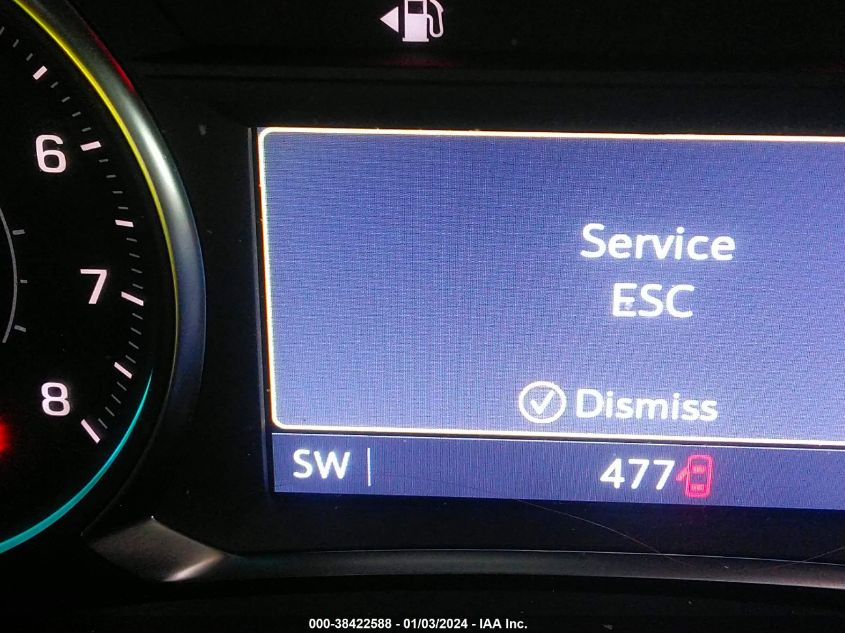 6
7
8
Service
ESC
Dismiss
SW
477
000-38422588 - 01/03/2024 - IAA Inc.